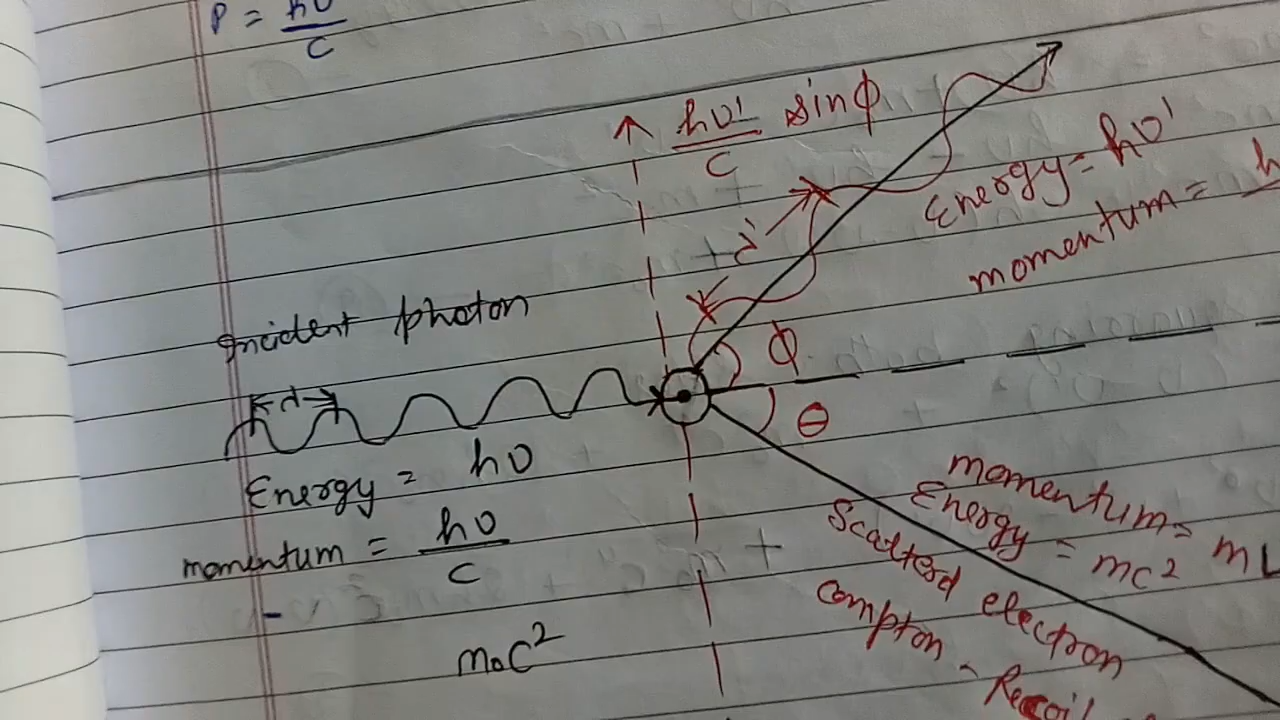 P = hυ/c
hυ'/c sinϕ
Energy = hυ'
momentum = h
λ'
Incident photon
ϕ
θ
Energy = hυ
momentum = hυ/c
m₀c²
momentum =
Energy = mc²
Scatterd electron
compton - Recoil